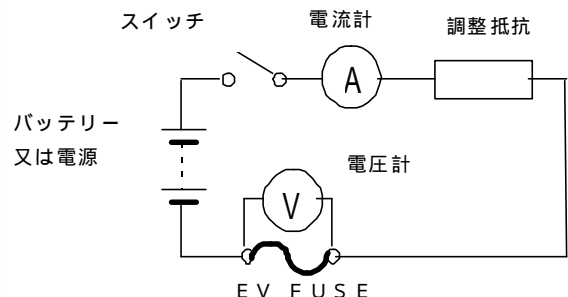 スイッチ
電流計
調整抵抗
A
バッテリー
又は電源
電圧計
V
EV FUSE